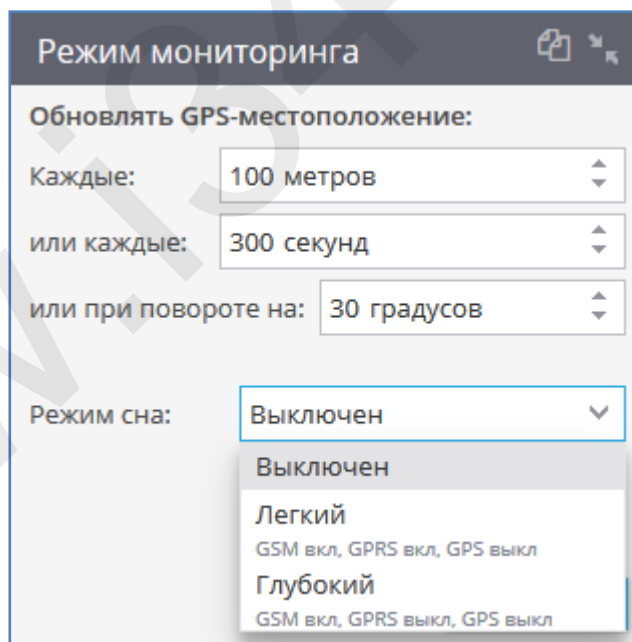 Режим мониторинга
Обновлять GPS-местоположение:
Каждые: 100 метров
или каждые: 300 секунд
или при повороте на: 30 градусов
Режим сна: Выключен
Выключен
Легкий
GSM вкл, GPRS вкл, GPS выкл
Глубокий
GSM вкл, GPRS выкл, GPS выкл